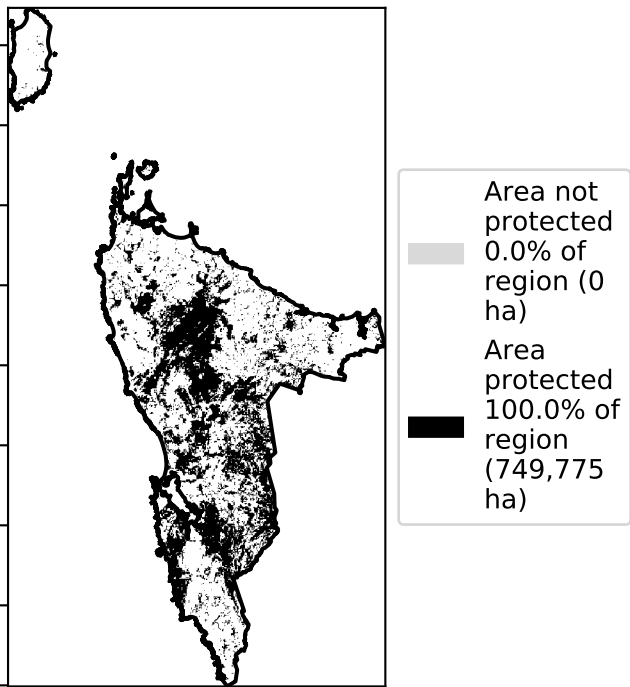 Area not
protected
0.0% of
region (0
ha)
Area
protected
100.0% of
region
(749,775
ha)